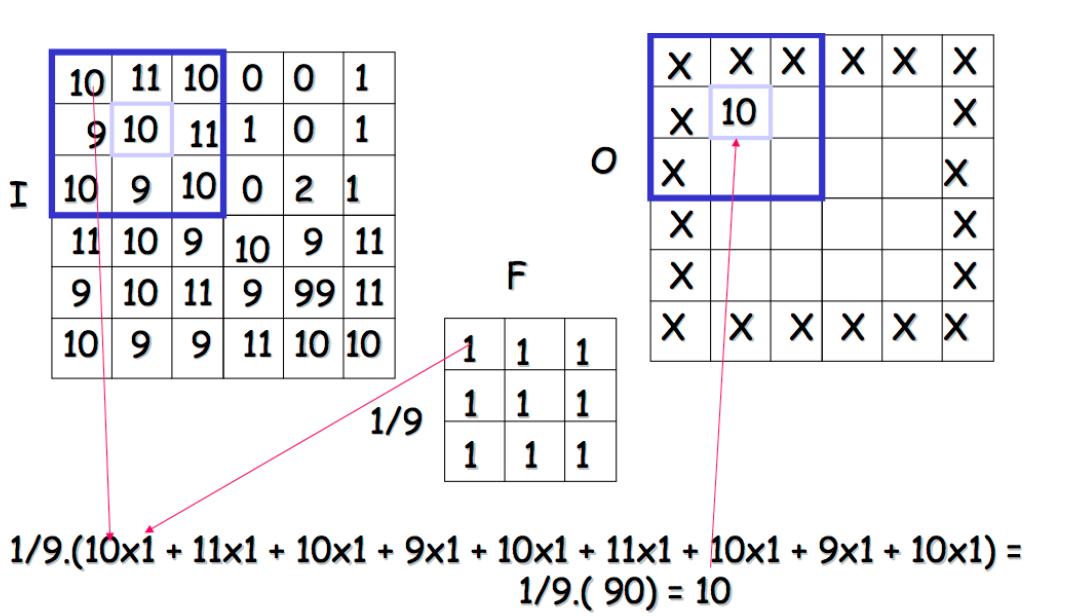 10 11 10 0 0 1
9 10 11 1 0 1
I 10 9 10 0 2 1
11 10 9 10 9 11
9 10 11 9 99 11
10 9 9 11 10 10
X X X X X X
X 10 X
O
X X
X X
X X
X X X X X X
F
1 1 1
1/9 1 1 1
1 1 1
1/9.(10x1 + 11x1 + 10x1 + 9x1 + 10x1 + 11x1 + 10x1 + 9x1 + 10x1) =
1/9.( 90) = 10